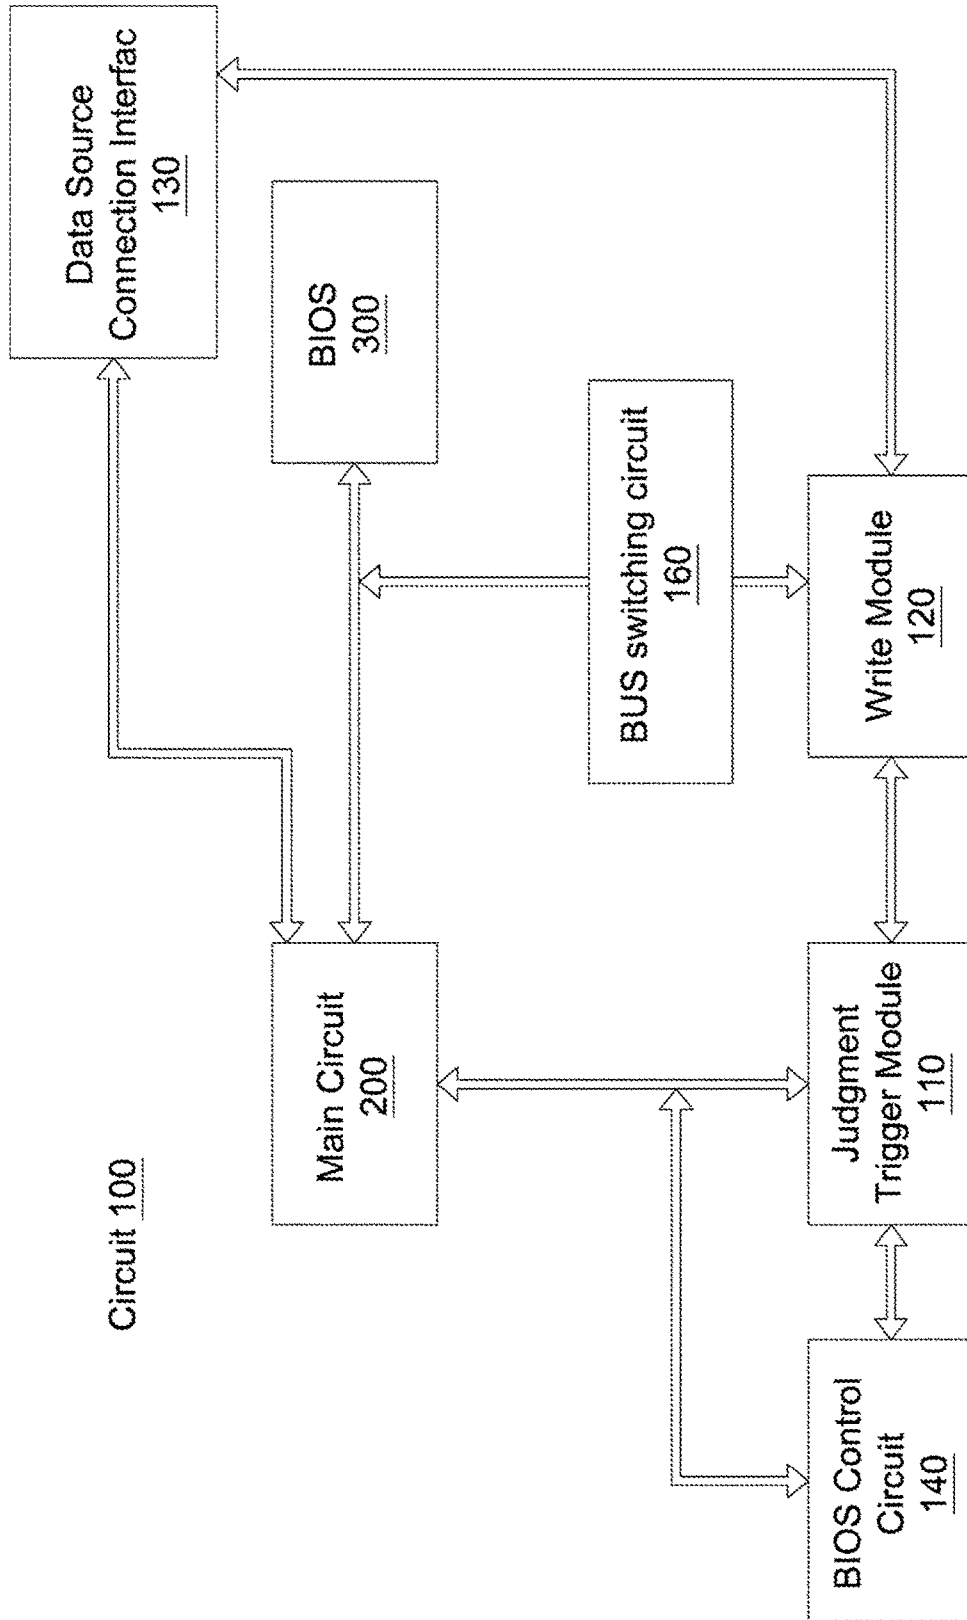 Circuit 100
Data Source
Connection Interfac
130
Main Circuit
200
BIOS
300
BUS switching circuit
160
BIOS Control
Circuit
140
Judgment
Trigger Module
110
Write Module
120